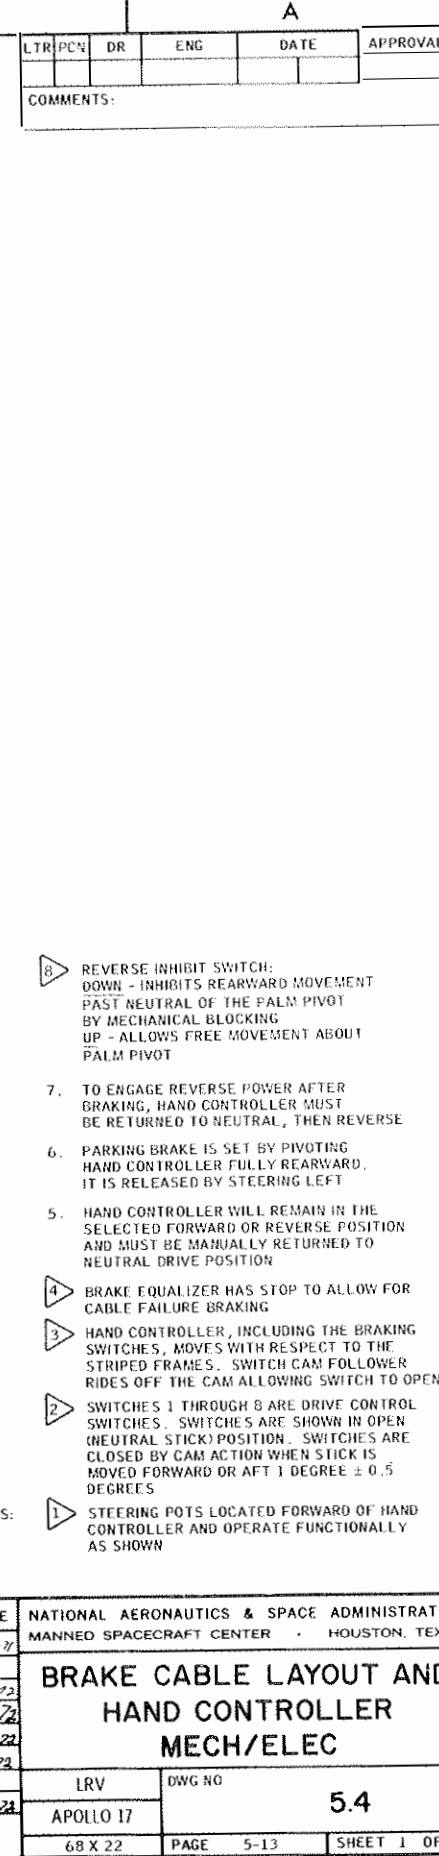 A
LTR PCN DR ENG DATE APPROVAL
COMMENTS:
8 REVERSE INHIBIT SWITCH:
DOWN - INHIBITS REARWARD MOVEMENT
PAST NEUTRAL OF THE PALM PIVOT
BY MECHANICAL BLOCKING
UP - ALLOWS FREE MOVEMENT ABOUT
PALM PIVOT
7. TO ENGAGE REVERSE POWER AFTER
BRAKING, HAND CONTROLLER MUST
BE RETURNED TO NEUTRAL, THEN REVERSE
6. PARKING BRAKE IS SET BY PIVOTING
HAND CONTROLLER FULLY REARWARD.
IT IS RELEASED BY STEERING LEFT
5. HAND CONTROLLER WILL REMAIN IN THE
SELECTED FORWARD OR REVERSE POSITION
AND MUST BE MANUALLY RETURNED TO
NEUTRAL DRIVE POSITION
4 BRAKE EQUALIZER HAS STOP TO ALLOW FOR
CABLE FAILURE BRAKING
3 HAND CONTROLLER, INCLUDING THE BRAKING
SWITCHES, MOVES WITH RESPECT TO THE
STRIPED FRAMES. SWITCH CAM FOLLOWER
RIDES OFF THE CAM ALLOWING SWITCH TO OPEN
2 SWITCHES 1 THROUGH 8 ARE DRIVE CONTROL
SWITCHES. SWITCHES ARE SHOWN IN OPEN
(NEUTRAL STICK) POSITION. SWITCHES ARE
CLOSED BY CAM ACTION WHEN STICK IS
MOVED FORWARD OR AFT 1 DEGREE ± 0.5
DEGREES
S: 1 STEERING POTS LOCATED FORWARD OF HAND
CONTROLLER AND OPERATE FUNCTIONALLY
AS SHOWN
E NATIONAL AERONAUTICS & SPACE ADMINISTRAT
MANNED SPACECRAFT CENTER · HOUSTON, TEX
BRAKE CABLE LAYOUT AND
HAND CONTROLLER
MECH/ELEC
LRV DWG NO
5.4
APOLLO 17
68 X 22 PAGE 5-13 SHEET 1 OF